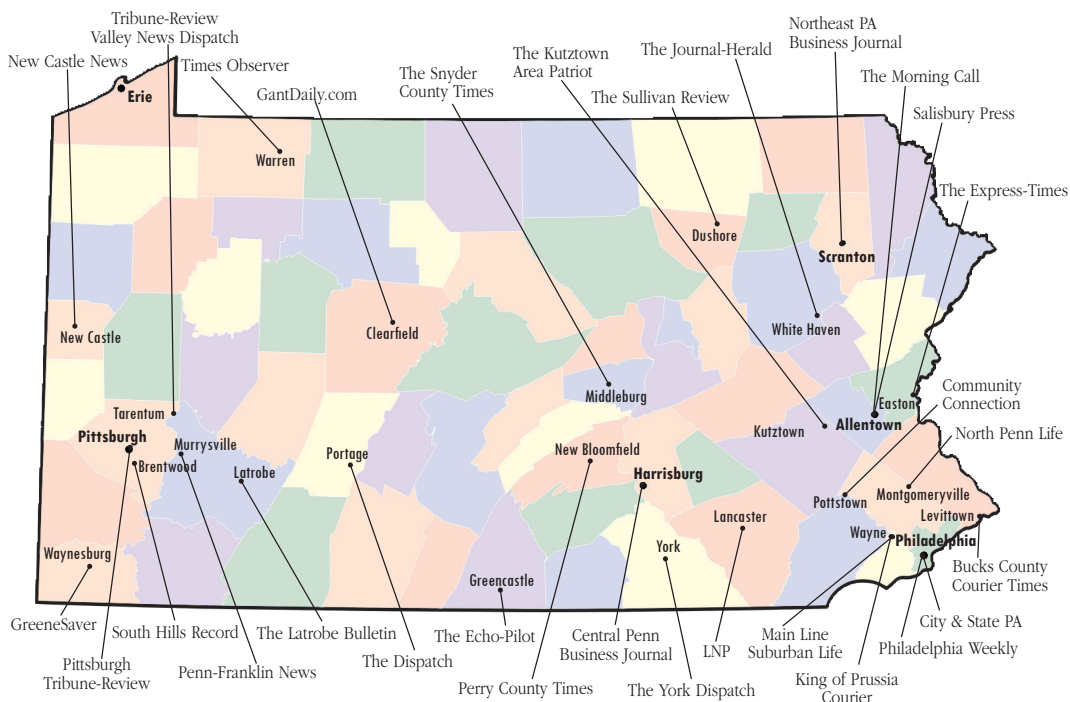 Tribune-Review
Valley News Dispatch
New Castle News
Times Observer
GantDaily.com
The Snyder
County Times
The Kutztown
Area Patriot
The Sullivan Review
The Journal-Herald
Northeast PA
Business Journal
The Morning Call
Salisbury Press
The Express-Times
Erie
Warren
Dushore
Scranton
New Castle
Clearfield
White Haven
Middleburg
Easton
Allentown
Community
Connection
North Penn Life
Tarentum
Pittsburgh
Murrysville
Brentwood
Latrobe
Portage
New Bloomfield
Harrisburg
Kutztown
Pottstown
Montgomeryville
Levittown
Lancaster
Wayne
Philadelphia
Waynesburg
York
Greencastle
Bucks County
Courier Times
GreeneSaver
South Hills Record
The Latrobe Bulletin
The Echo-Pilot
Central Penn
Business Journal
LNP
Main Line
Suburban Life
City & State PA
Philadelphia Weekly
Pittsburgh
Tribune-Review
Penn-Franklin News
The Dispatch
Perry County Times
The York Dispatch
King of Prussia
Courier